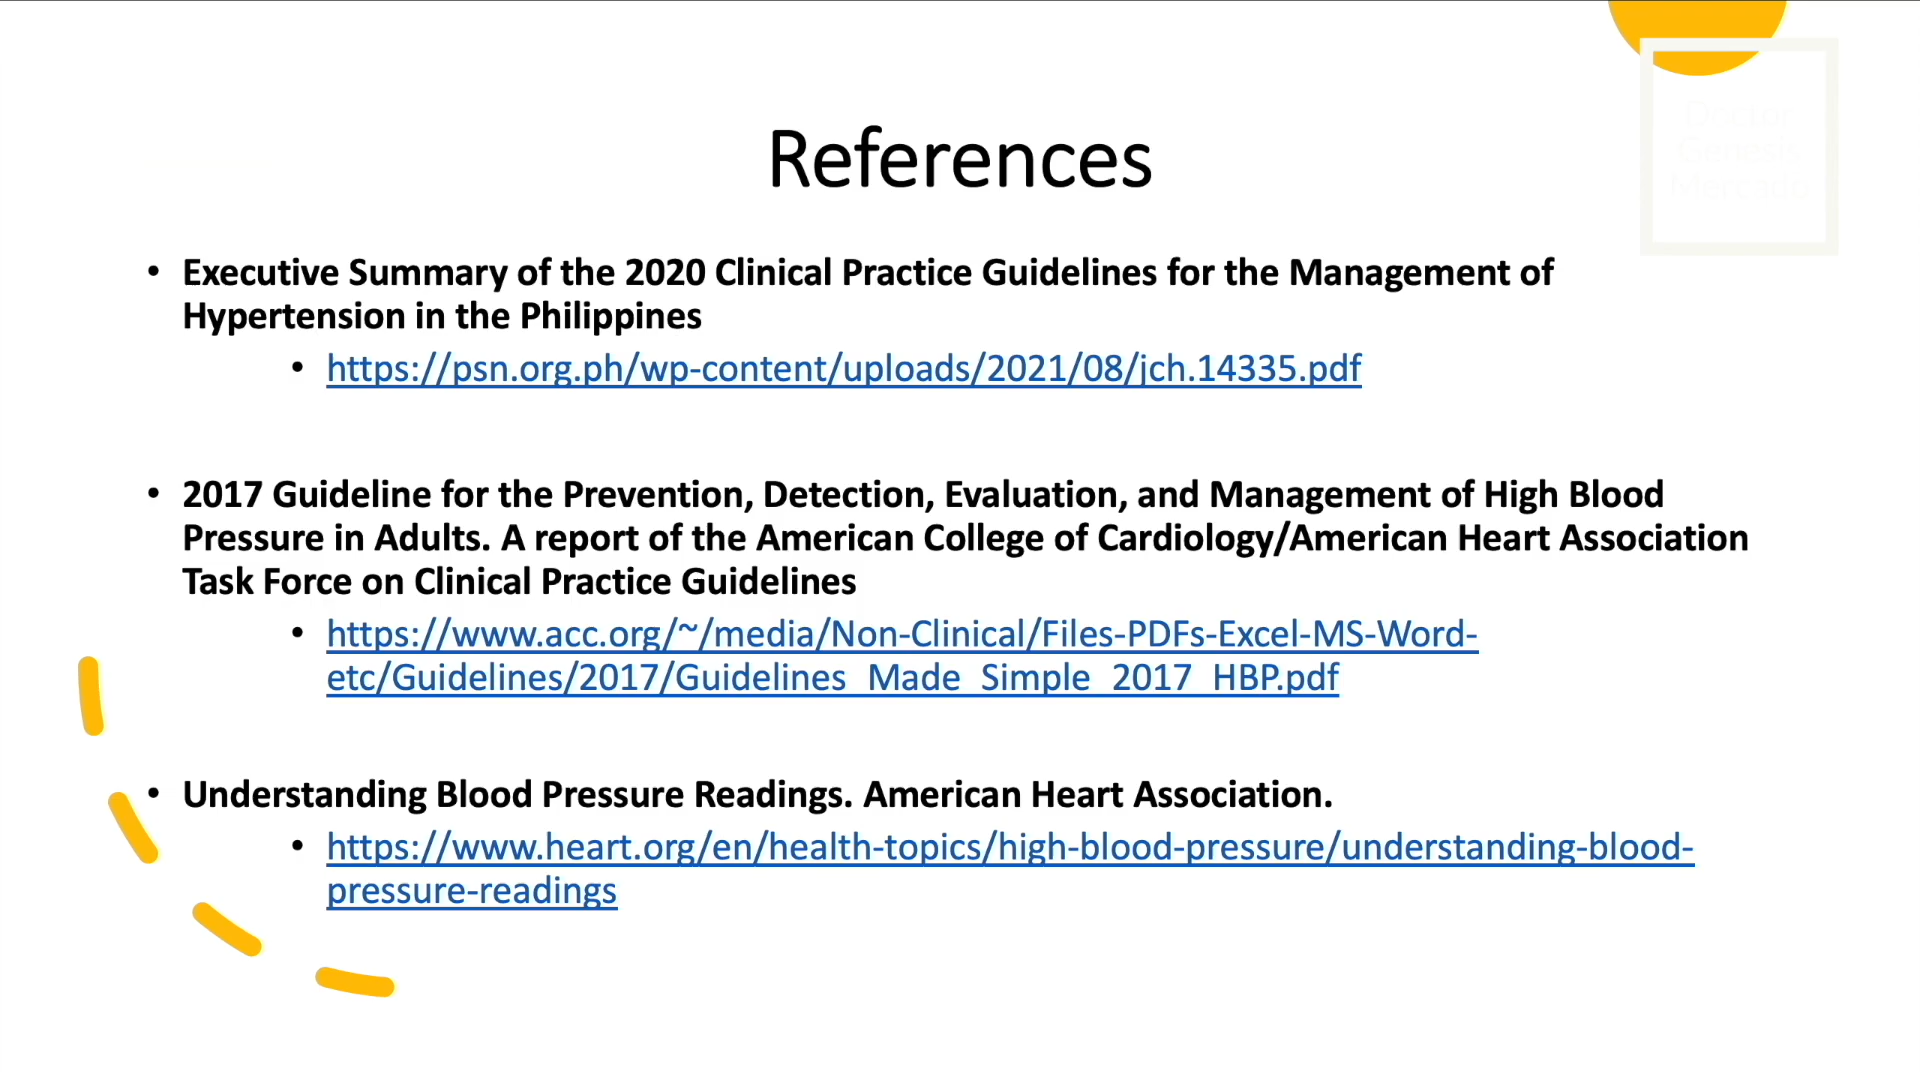 References
• Executive Summary of the 2020 Clinical Practice Guidelines for the Management of
Hypertension in the Philippines
• https://psn.org.ph/wp-content/uploads/2021/08/jch.14335.pdf
• 2017 Guideline for the Prevention, Detection, Evaluation, and Management of High Blood
Pressure in Adults. A report of the American College of Cardiology/American Heart Association
Task Force on Clinical Practice Guidelines
• https://www.acc.org/~/media/Non-Clinical/Files-PDFs-Excel-MS-Word-
etc/Guidelines/2017/Guidelines_Made_Simple_2017_HBP.pdf
• Understanding Blood Pressure Readings. American Heart Association.
• https://www.heart.org/en/health-topics/high-blood-pressure/understanding-blood-
pressure-readings